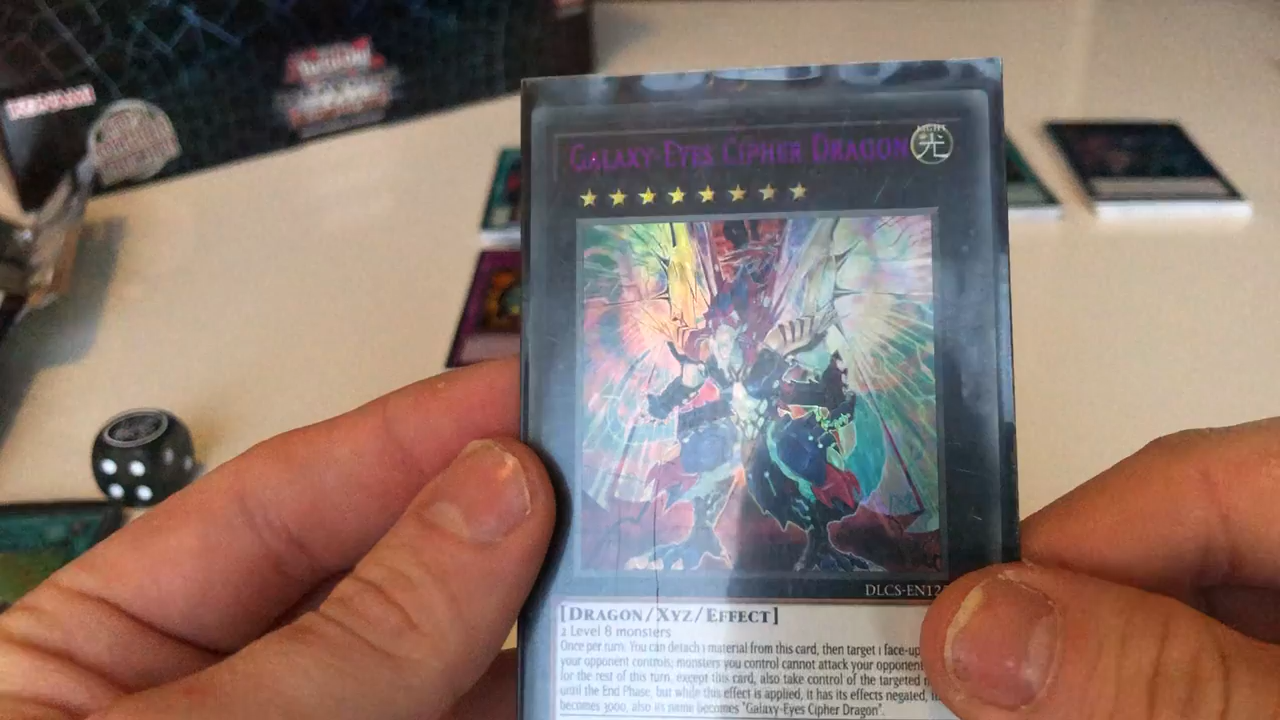 KONAMI
GALAXY-EYES CIPHER DRAGON
LIGHT
光
DLCS-EN12
[DRAGON/XYZ/EFFECT]
2 Level 8 monsters
Once per turn: You can detach 1 material from this card, then target 1 face-up
your opponent controls; monsters you control cannot attack your opponent
for the rest of this turn, except this card, also take control of the targeted
until the End Phase, but while this effect is applied, it has its effects negated,
becomes 3000, also its name becomes "Galaxy-Eyes Cipher Dragon".